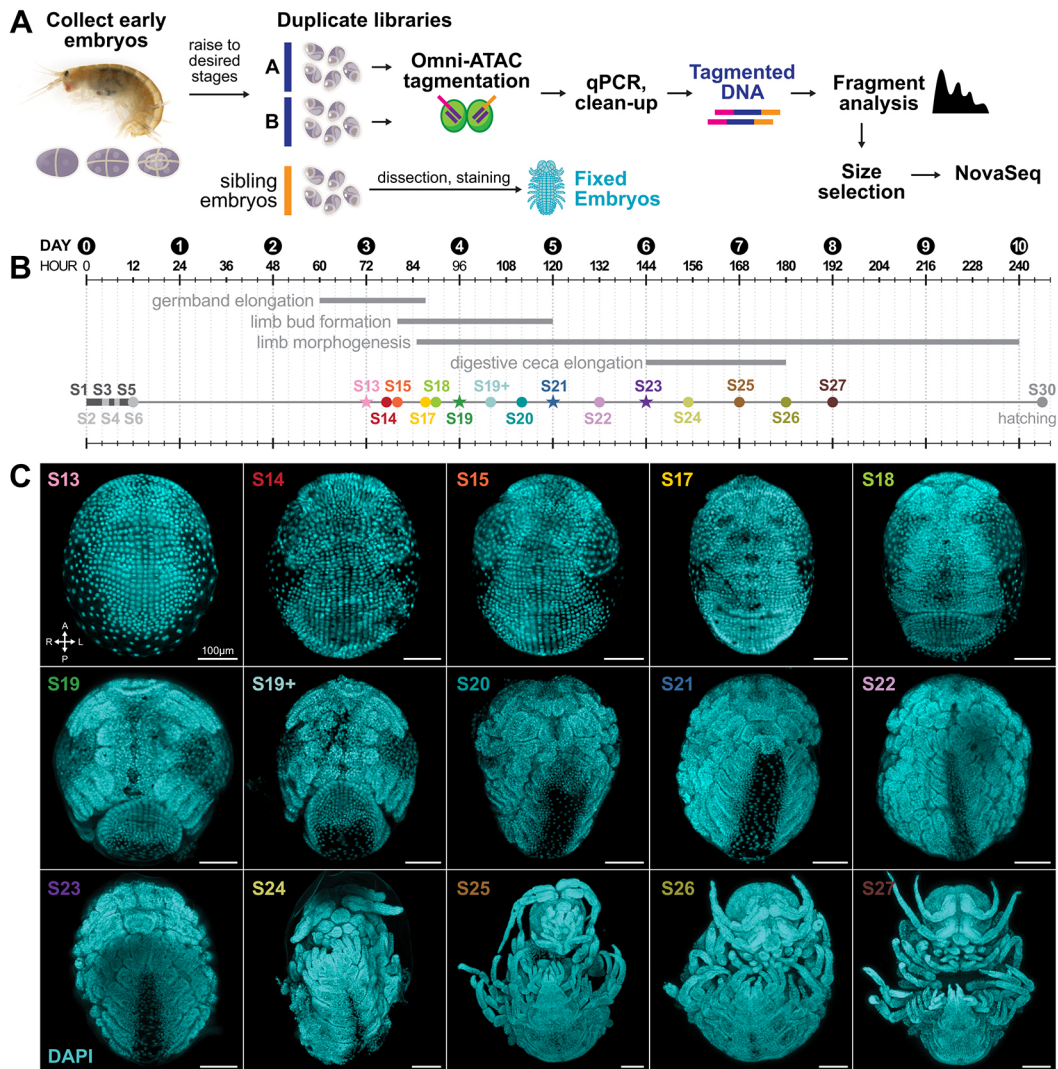 A
Collect early
embryos
raise to
desired
stages
Duplicate libraries
A
B
Omni-ATAC
tagmentation
qPCR,
clean-up
Tagmented
DNA
Fragment
analysis
Size
selection
NovaSeq
sibling
embryos
dissection, staining
Fixed
Embryos
B
DAY 0 1 2 3 4 5 6 7 8 9 10
HOUR 0 12 24 36 48 60 72 84 96 108 120 132 144 156 168 180 192 204 216 228 240
germband elongation
limb bud formation
limb morphogenesis
digestive ceca elongation
S1 S3 S5 S13 S15 S18 S19+ S21 S23 S25 S27 S30
S2 S4 S6 S14 S17 S19 S20 S22 S24 S26 hatching
C
S13 S14 S15 S17 S18
A
R L
P
100μm
S19 S19+ S20 S21 S22
S23 S24 S25 S26 S27
DAPI